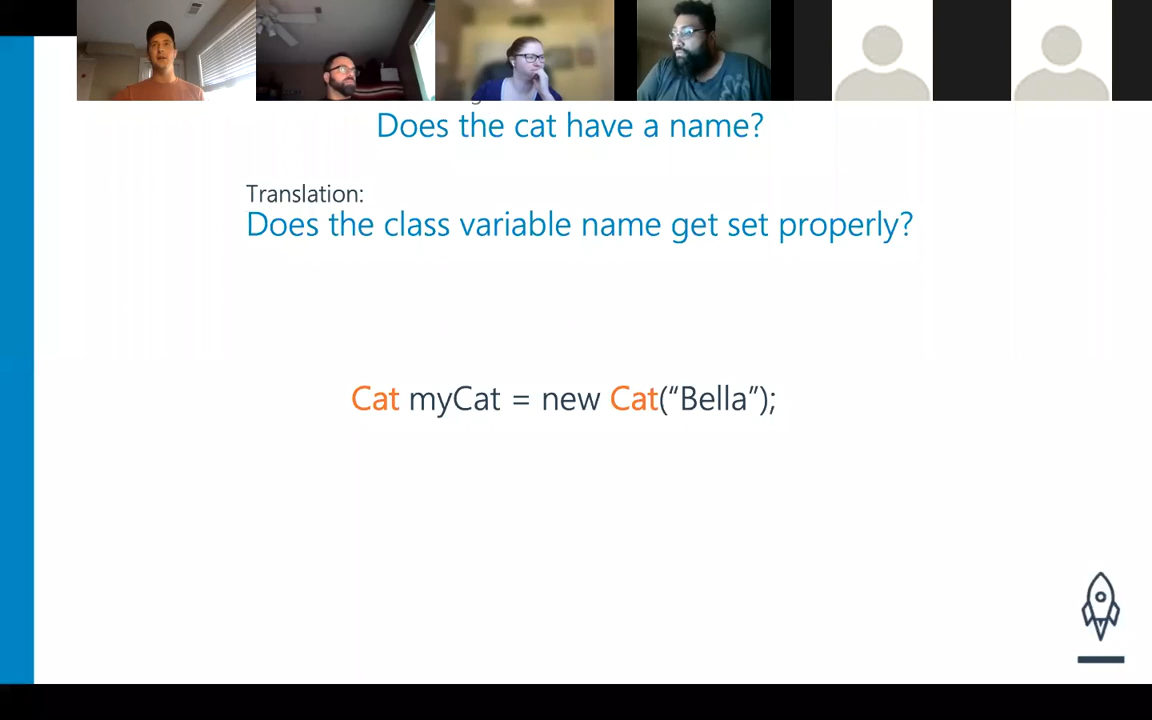 Does the cat have a name?
Translation:
Does the class variable name get set properly?
Cat myCat = new Cat(“Bella”);